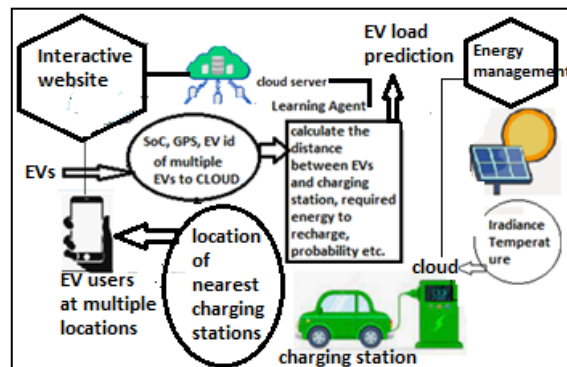 Interactive
website
cloud server
Learning Agent
EV load
prediction
Energy
management
EVs
SoC, GPS, EV id
of multiple
EVs to CLOUD
calculate the
distance
between EVs
and charging
station, required
energy to
recharge,
probability etc.
Iradiance
Temperat
ure
EV users
at multiple
locations
location
of
nearest
charging
stations
cloud
charging station